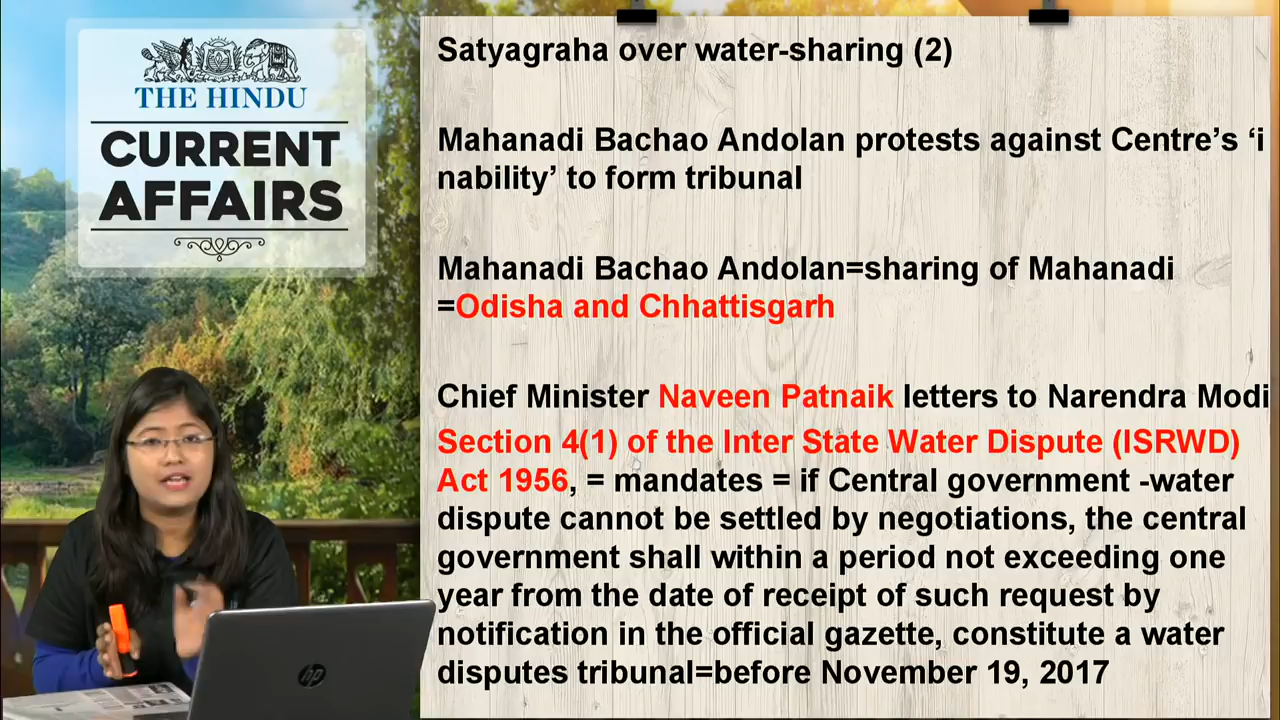 THE HINDU
CURRENT
AFFAIRS
Satyagraha over water-sharing (2)
Mahanadi Bachao Andolan protests against Centre’s ‘i
nability’ to form tribunal
Mahanadi Bachao Andolan=sharing of Mahanadi
=Odisha and Chhattisgarh
Chief Minister Naveen Patnaik letters to Narendra Modi
Section 4(1) of the Inter State Water Dispute (ISRWD)
Act 1956, = mandates = if Central government -water
dispute cannot be settled by negotiations, the central
government shall within a period not exceeding one
year from the date of receipt of such request by
notification in the official gazette, constitute a water
disputes tribunal=before November 19, 2017
hp